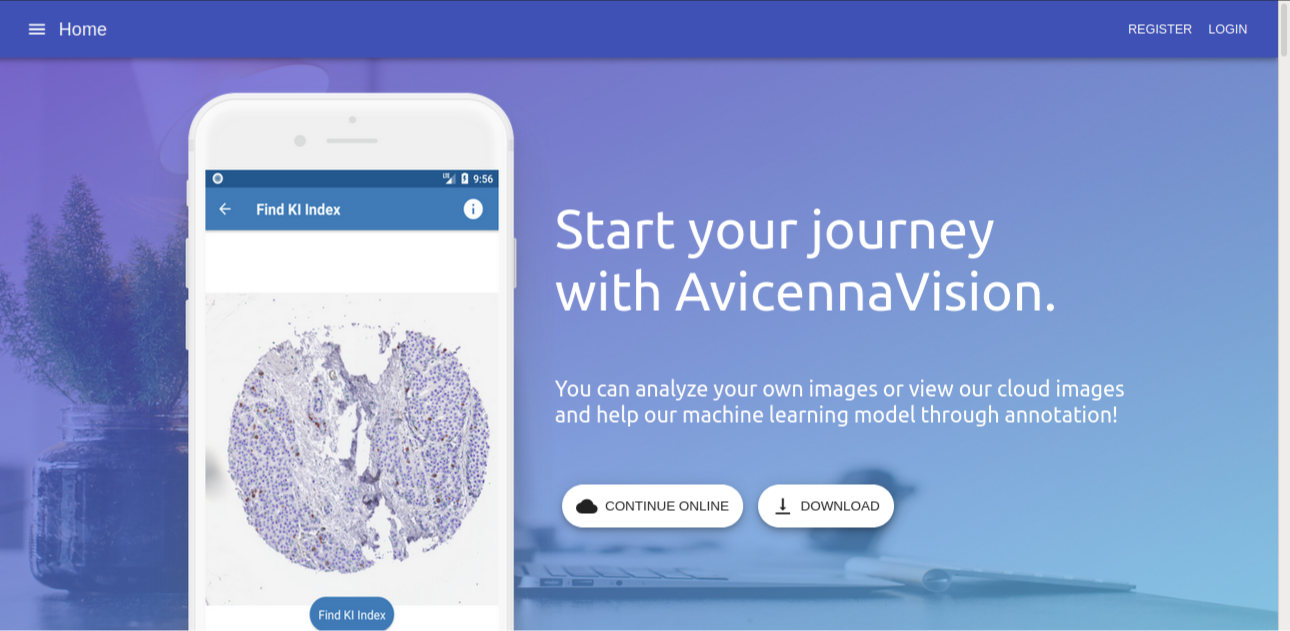 Home
REGISTER LOGIN
LTE 9:56
Find KI Index
Start your journey
with AvicennaVision.
You can analyze your own images or view our cloud images
and help our machine learning model through annotation!
CONTINUE ONLINE
DOWNLOAD
Find KI Index